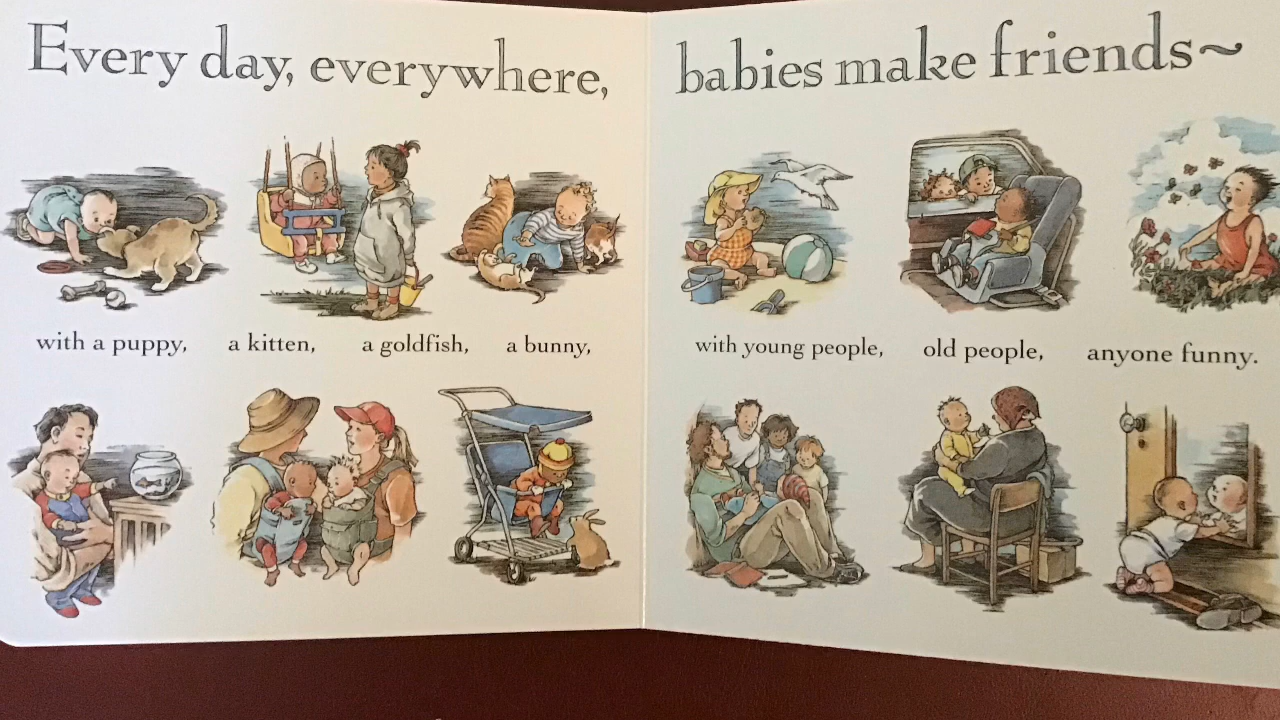 Every day, everywhere,
with a puppy, a kitten, a goldfish, a bunny,
babies make friends~
with young people, old people, anyone funny.